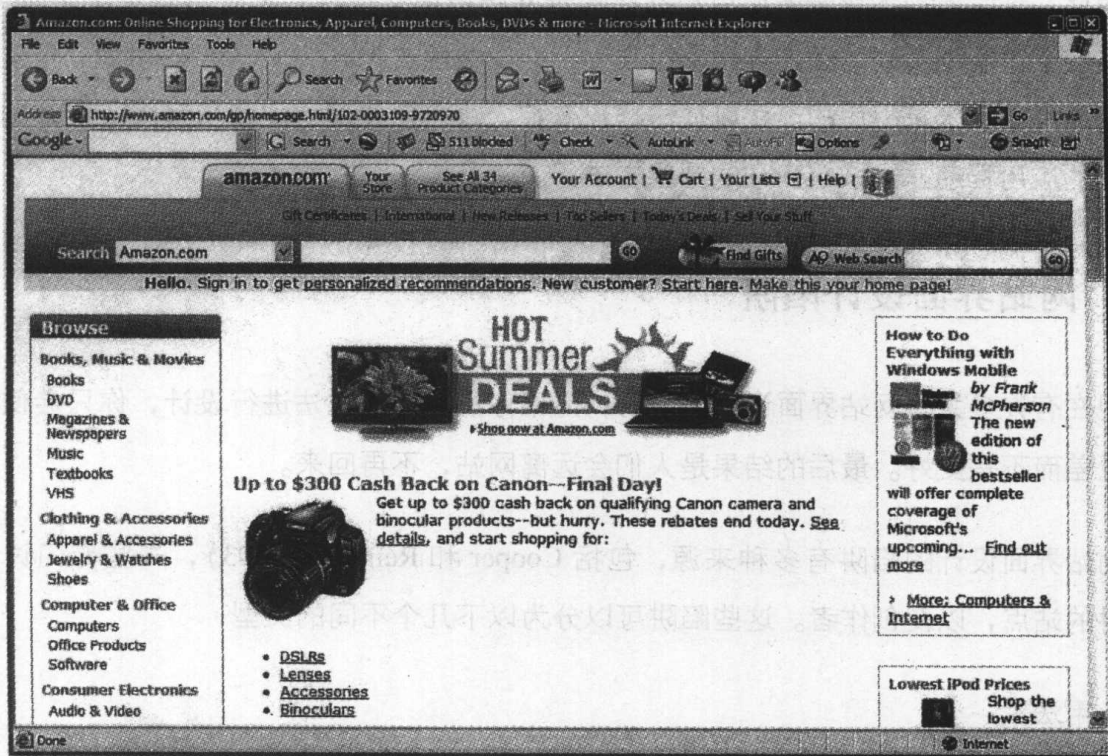 Amazon.com: Online Shopping for Electronics, Apparel, Computers, Books, DVDs & more - Microsoft Internet Explorer
File Edit View Favorites Tools Help
Back Search Favorites
Address http://www.amazon.com/gp/homepage.html/102-0003109-9720970 Go Links »
Google Search 511 blocked Check AutoLink AutoFill Options SnagIt
amazon.com Your Store See All 34 Product Categories Your Account | Cart | Your Lists | Help |
Gift Certificates | International | New Releases | Top Sellers | Today's Deals | Sell Your Stuff
Search Amazon.com GO Find Gifts A9 Web Search GO
Hello. Sign in to get personalized recommendations. New customer? Start here. Make this your home page!
Browse
Books, Music & Movies
Books
DVD
Magazines &
Newspapers
Music
Textbooks
VHS
Clothing & Accessories
Apparel & Accessories
Jewelry & Watches
Shoes
Computer & Office
Computers
Office Products
Software
Consumer Electronics
Audio & Video
HOT
Summer
DEALS
Shop now at Amazon.com
Up to $300 Cash Back on Canon--Final Day!
Get up to $300 cash back on qualifying Canon camera and
binocular products--but hurry. These rebates end today. See
details, and start shopping for:
• DSLRs
• Lenses
• Accessories
• Binoculars
How to Do
Everything with
Windows Mobile
by Frank
McPherson
The new
edition of
this
bestseller
will offer complete
coverage of
Microsoft's
upcoming... Find out
more
› More: Computers &
Internet
Lowest iPod Prices
Shop the
lowest
Done Internet